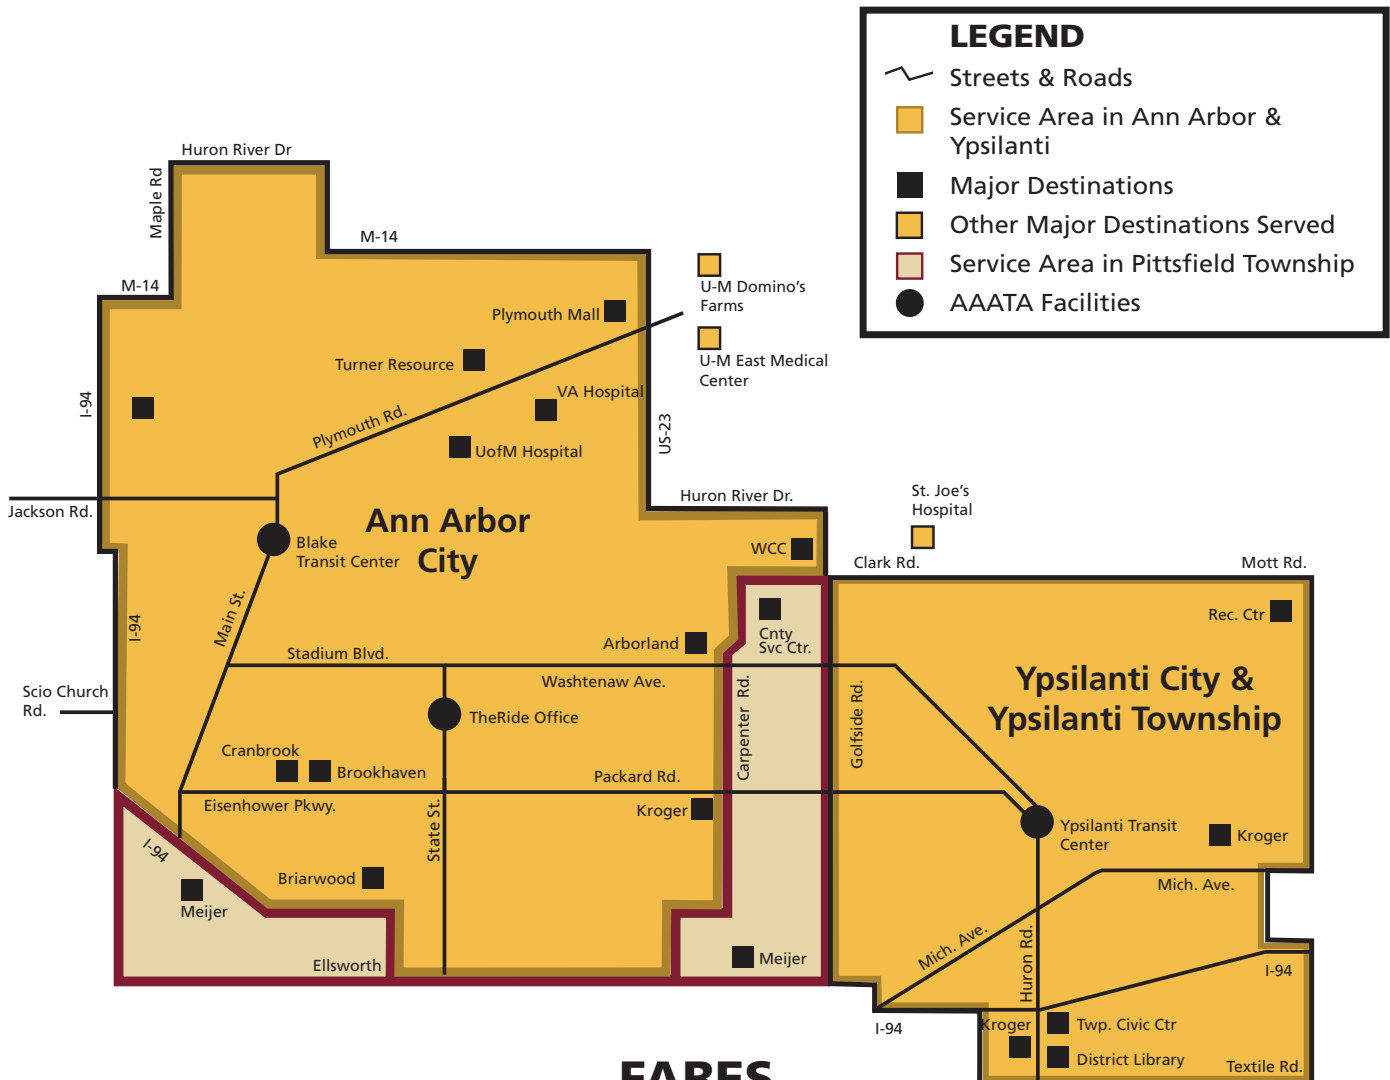 LEGEND
Streets & Roads
Service Area in Ann Arbor &
Ypsilanti
Major Destinations
Other Major Destinations Served
Service Area in Pittsfield Township
AAATA Facilities
Huron River Dr
Maple Rd
M-14
M-14
U-M Domino's
Farms
Plymouth Mall
U-M East Medical
Center
Turner Resource
VA Hospital
I-94
Plymouth Rd.
US-23
UofM Hospital
Jackson Rd.
Huron River Dr.
St. Joe's
Hospital
Ann Arbor
City
Blake
Transit Center
WCC
Clark Rd.
Mott Rd.
I-94
Main St.
Rec. Ctr
Cnty
Svc Ctr.
Arborland
Stadium Blvd.
Washtenaw Ave.
Ypsilanti City &
Ypsilanti Township
Scio Church
Rd.
TheRide Office
Carpenter Rd.
Golfside Rd.
Cranbrook
Brookhaven
Packard Rd.
Eisenhower Pkwy.
Kroger
State St.
Ypsilanti Transit
Center
Kroger
I-94
Briarwood
Mich. Ave.
Meijer
Mich. Ave.
Huron Rd.
Ellsworth
Meijer
I-94
I-94
Kroger
Twp. Civic Ctr
District Library
Textile Rd.
FARES